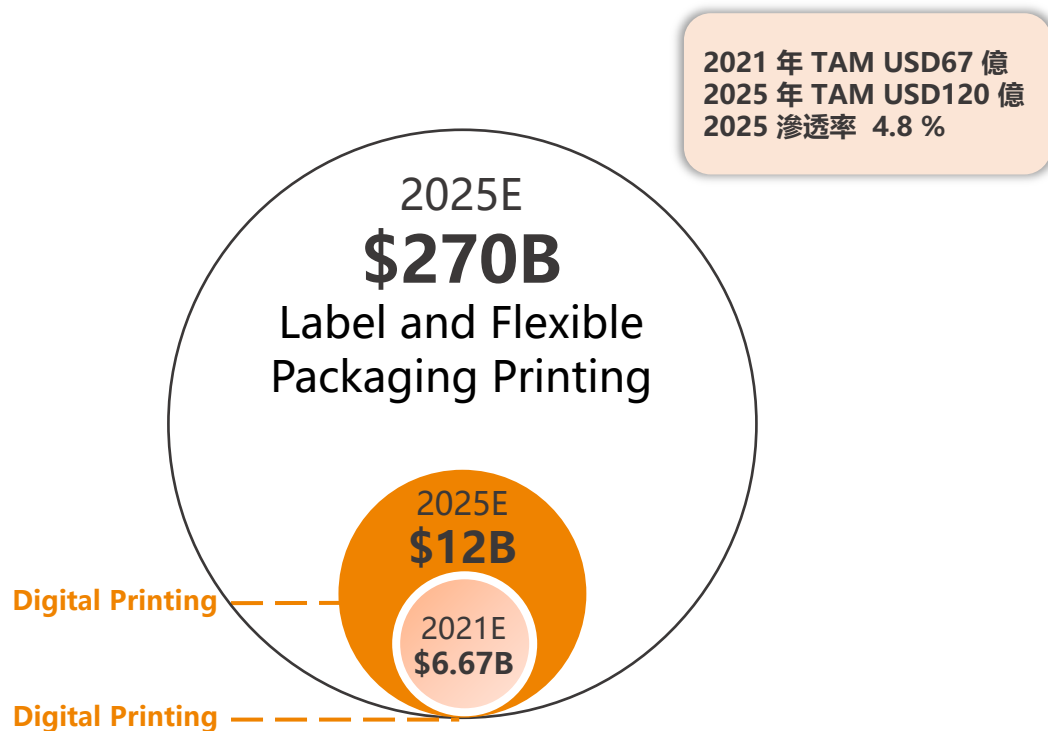 2021 年 TAM USD67 億
2025 年 TAM USD120 億
2025 滲透率 4.8 %
2025E
$270B
Label and Flexible
Packaging Printing
2025E
$12B
Digital Printing
2021E
$6.67B
Digital Printing